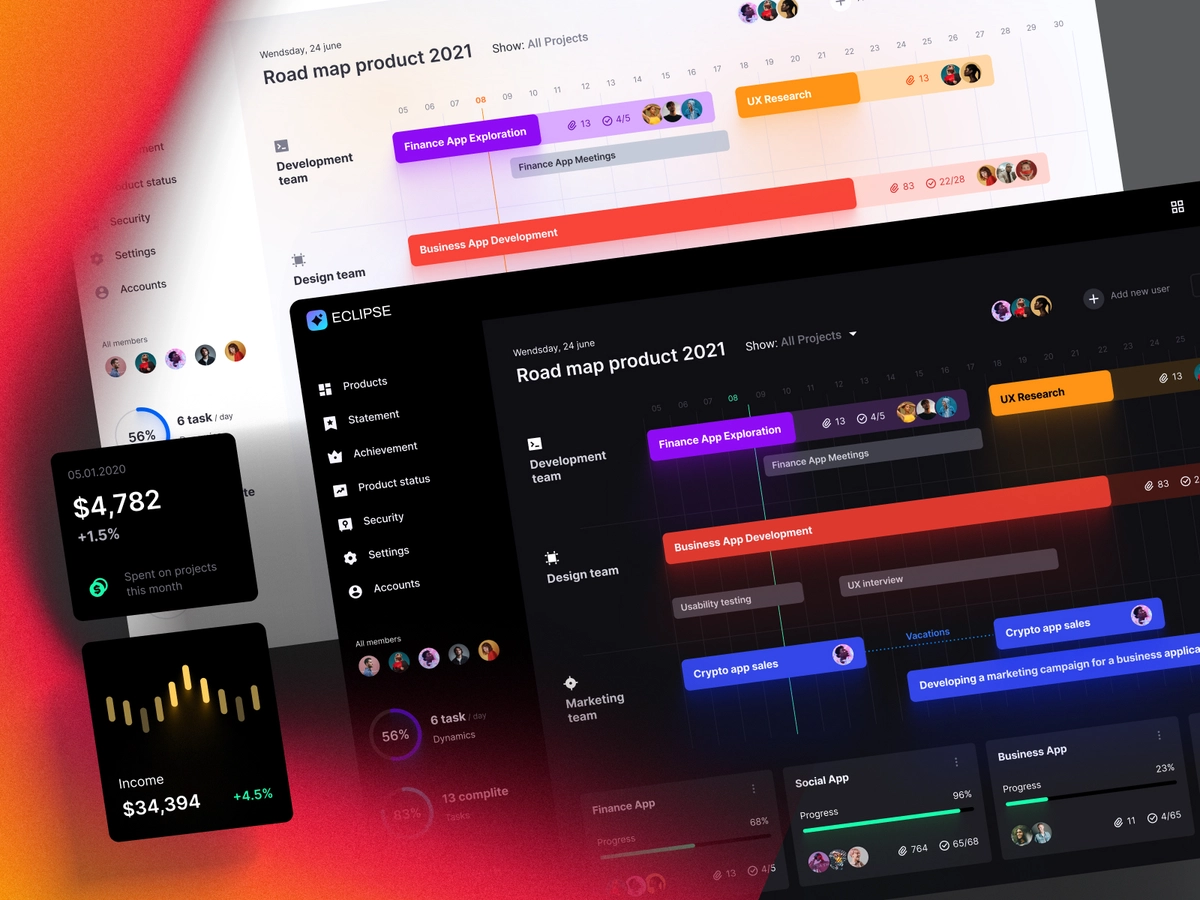 Wendsday, 24 june
Road map product 2021
Show: All Projects
05 06 07 08 09 10 11 12 13 14 15 16 17 18 19 20 21 22 23 24 25 26 27 28 29 30
Development
team
Finance App Exploration
13
4/5
UX Research
13
Finance App Meetings
Business App Development
83
22/28
Design team
Security
Settings
Accounts
All members
56%
6 task / day
05.01.2020
$4,782
+1.5%
Spent on projects
this month
Income
$34,394
+4.5%
ECLIPSE
Products
Statement
Achievement
Product status
Security
Settings
Accounts
All members
56%
6 task / day
Dynamics
83%
13 complite
Tasks
Wendsday, 24 june
Road map product 2021
Show: All Projects
Add new user
05 06 07 08 09 10 11 12 13 14 15 16 17 18 19 20 21 22 23 24 25
Development
team
Finance App Exploration
13
4/5
UX Research
13
Finance App Meetings
Business App Development
83
Design team
Usability testing
UX interview
Marketing
team
Crypto app sales
Vacations
Crypto app sales
Developing a marketing campaign for a business
Finance App
Progress
68%
13
4/5
Social App
Progress
96%
764
65/68
Business App
Progress
23%
11
4/65